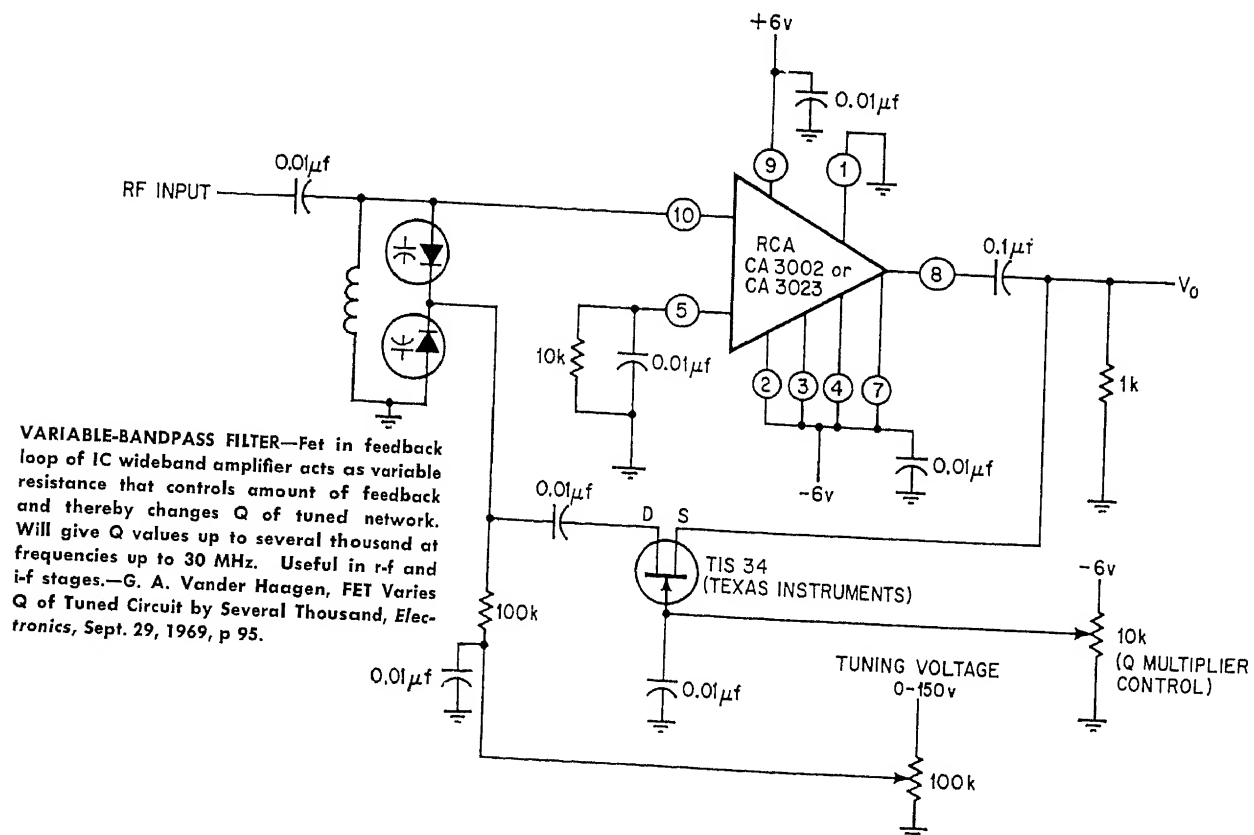 +6v
0.01μf
9
1
0.01μf
RF INPUT
10
RCA
CA 3002 or
CA 3023
8
0.1μf
V₀
5
10k
0.01μf
2
3
4
7
1k
0.01μf
-6v
VARIABLE-BANDPASS FILTER—Fet in feedback
loop of IC wideband amplifier acts as variable
resistance that controls amount of feedback
and thereby changes Q of tuned network.
Will give Q values up to several thousand at
frequencies up to 30 MHz. Useful in r-f and
i-f stages.—G. A. Vander Haagen, FET Varies
Q of Tuned Circuit by Several Thousand, Elec-
tronics, Sept. 29, 1969, p 95.
0.01μf
D
S
TIS 34
(TEXAS INSTRUMENTS)
-6v
10k
(Q MULTIPLIER
CONTROL)
100k
0.01μf
0.01μf
TUNING VOLTAGE
0-150v
100k